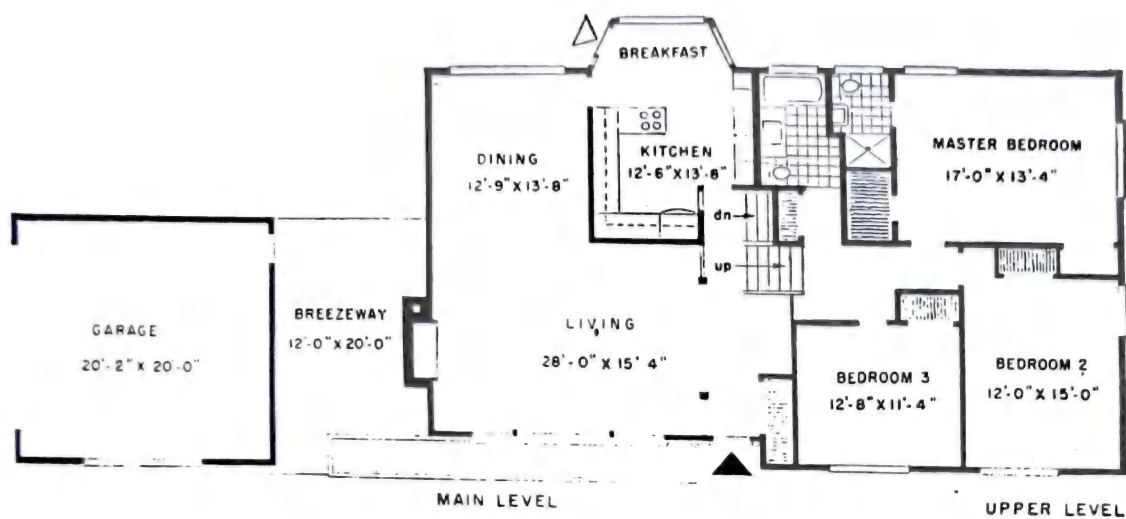 BREAKFAST
DINING
12'-9" X 13'-8"
KITCHEN
12'-6" X 13'-8"
MASTER BEDROOM
17'-0" X 13'-4"
dn
up
GARAGE
20'-2" X 20'-0"
BREEZEWAY
12'-0" X 20'-0"
LIVING
28'-0" X 15' 4"
BEDROOM 3
12'-8" X 11'-4"
BEDROOM 2
12'-0" X 15'-0"
MAIN LEVEL
UPPER LEVEL